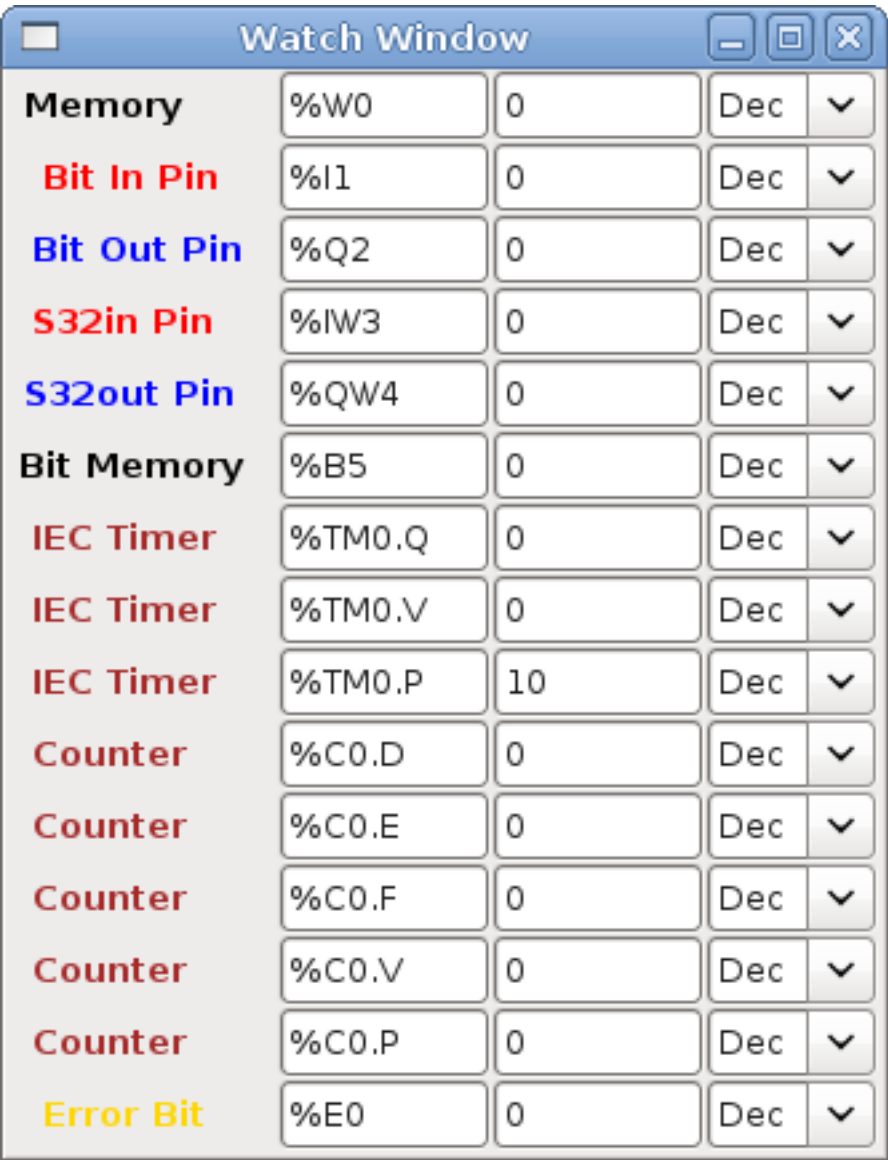 Watch Window
Memory %W0 0 Dec
Bit In Pin %I1 0 Dec
Bit Out Pin %Q2 0 Dec
S32in Pin %IW3 0 Dec
S32out Pin %QW4 0 Dec
Bit Memory %B5 0 Dec
IEC Timer %TM0.Q 0 Dec
IEC Timer %TM0.V 0 Dec
IEC Timer %TM0.P 10 Dec
Counter %C0.D 0 Dec
Counter %C0.E 0 Dec
Counter %C0.F 0 Dec
Counter %C0.V 0 Dec
Counter %C0.P 0 Dec
Error Bit %E0 0 Dec